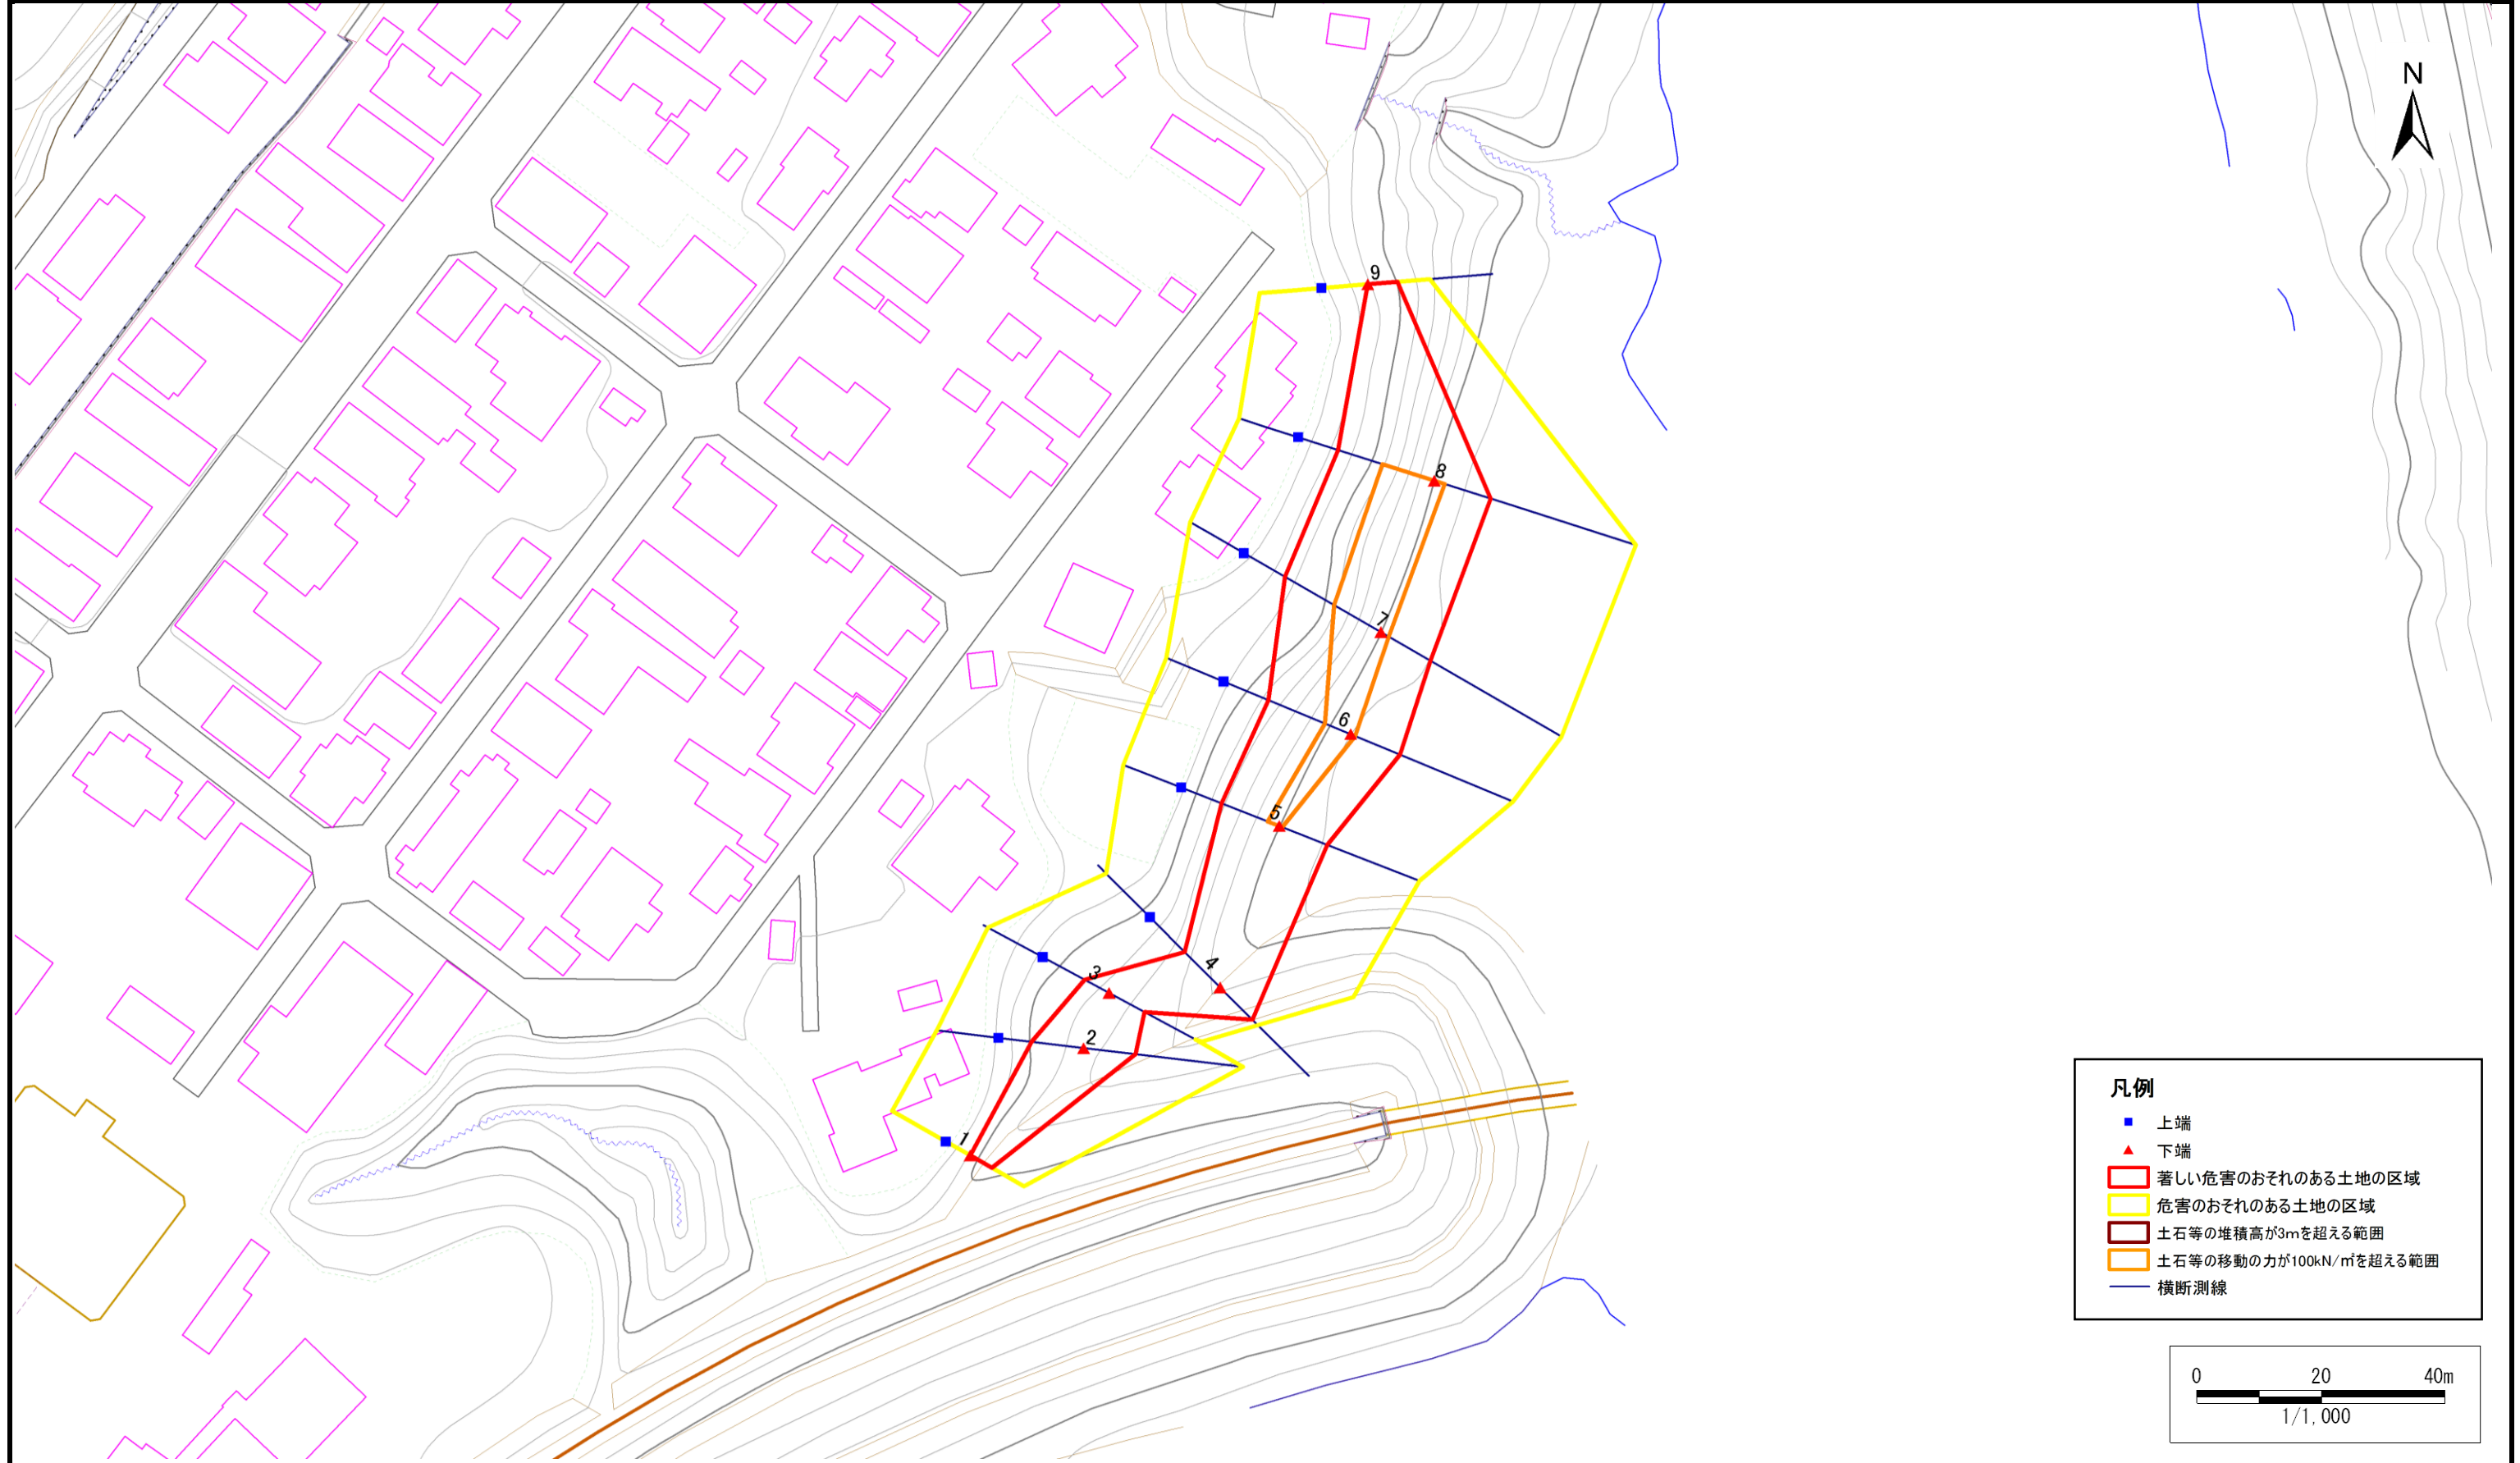 N
9
8
7
6
5
4
3
2
1
凡例
上端
下端
著しい危害のおそれのある土地の区域
危害のおそれのある土地の区域
土石等の堆積高が3mを超える範囲
土石等の移動の力が100kN/㎡を超える範囲
横断測線
0 20 40m
1/1,000